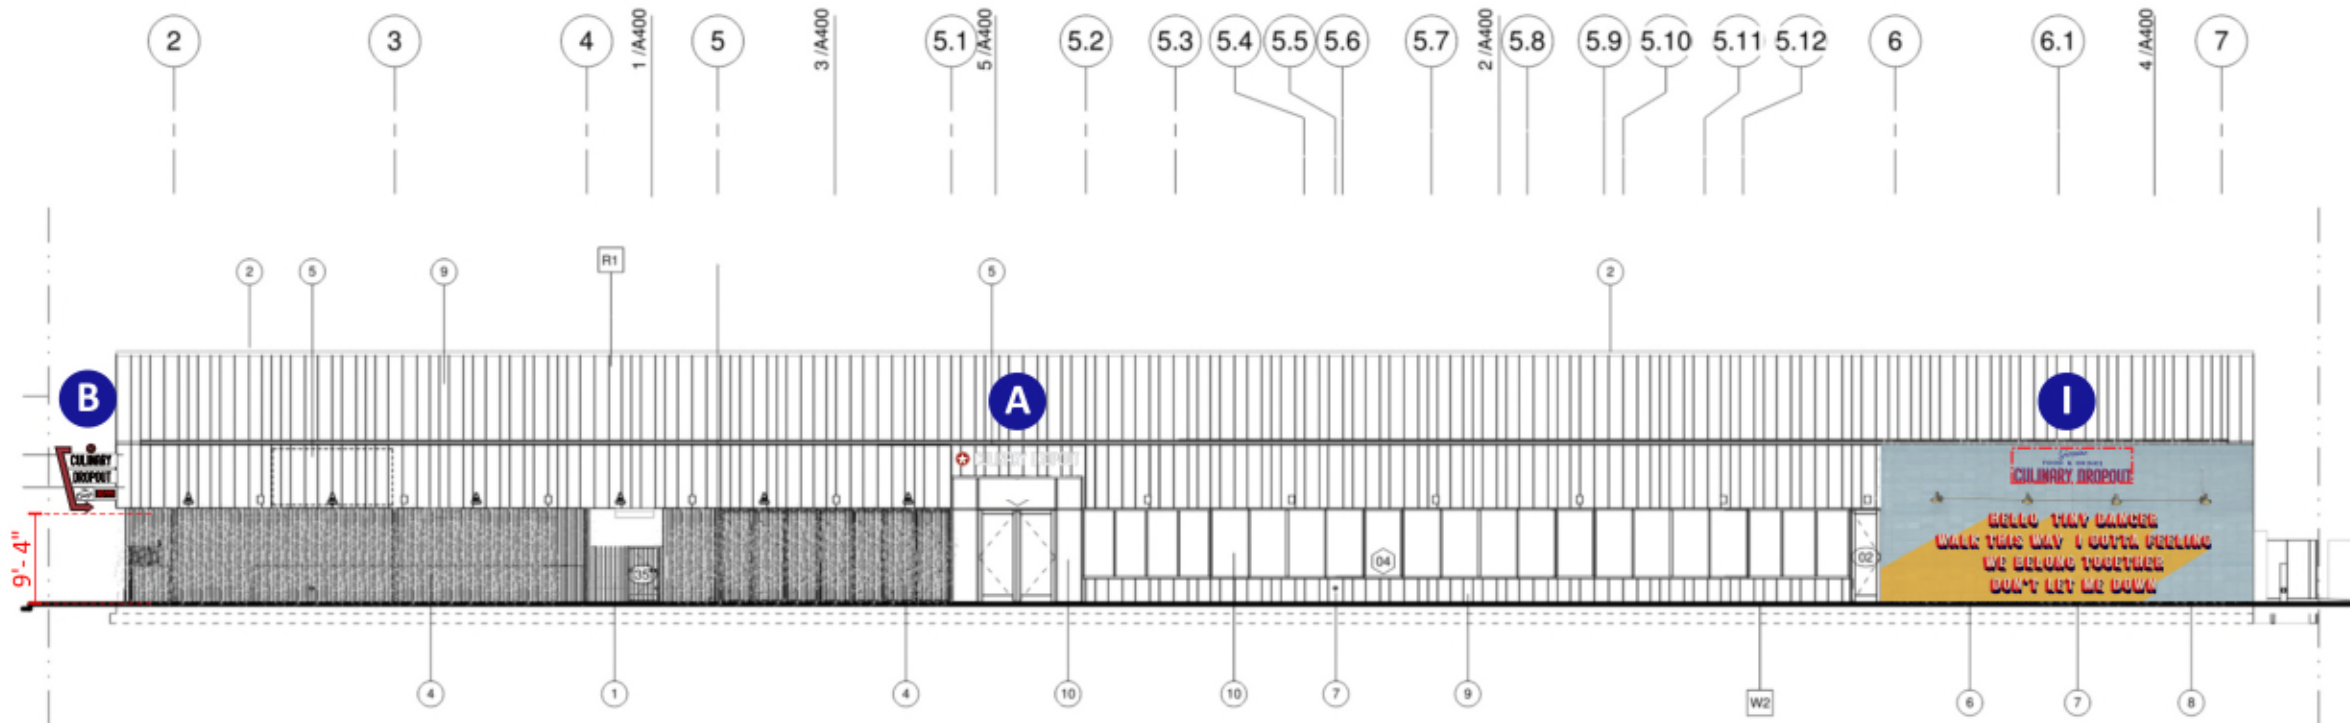 2 3 4 1 /A400 5 3 /A400 5.1 5 /A400 5.2 5.3 5.4 5.5 5.6 5.7 2 /A400 5.8 5.9 5.10 5.11 5.12 6 6.1 4 /A400 7
2 5 9 R1 5 2
B A I
CULINARY
DROPOUT
FOOD & DRINKS
CULINARY DROPOUT
HELLO TINY DANCER
WALK THIS WAY I GOTTA FEELING
WE BELONG TOGETHER
DON'T LET ME DOWN
9'- 4"
35 04 02
4 1 4 10 10 7 9 W2 6 7 8